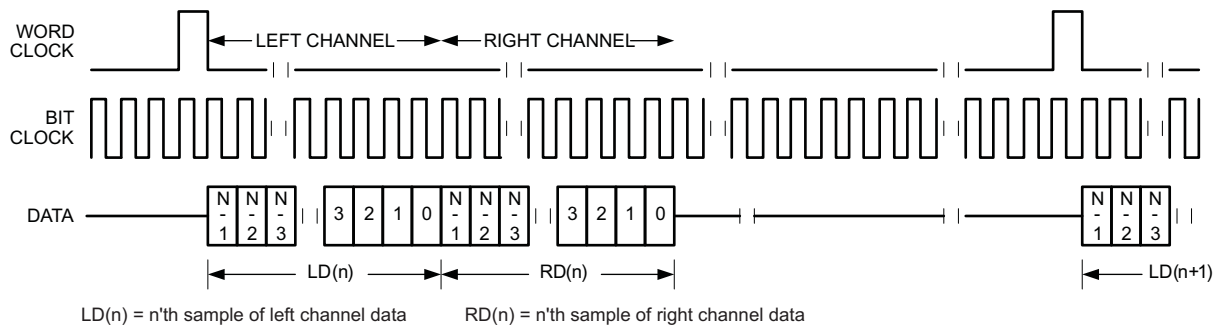 WORD
CLOCK
LEFT CHANNEL
RIGHT CHANNEL
BIT
CLOCK
DATA
N-1 N-2 N-3 3 2 1 0 N-1 N-2 N-3 3 2 1 0 N-1 N-2 N-3
LD(n)
RD(n)
LD(n+1)
LD(n) = n'th sample of left channel data
RD(n) = n'th sample of right channel data